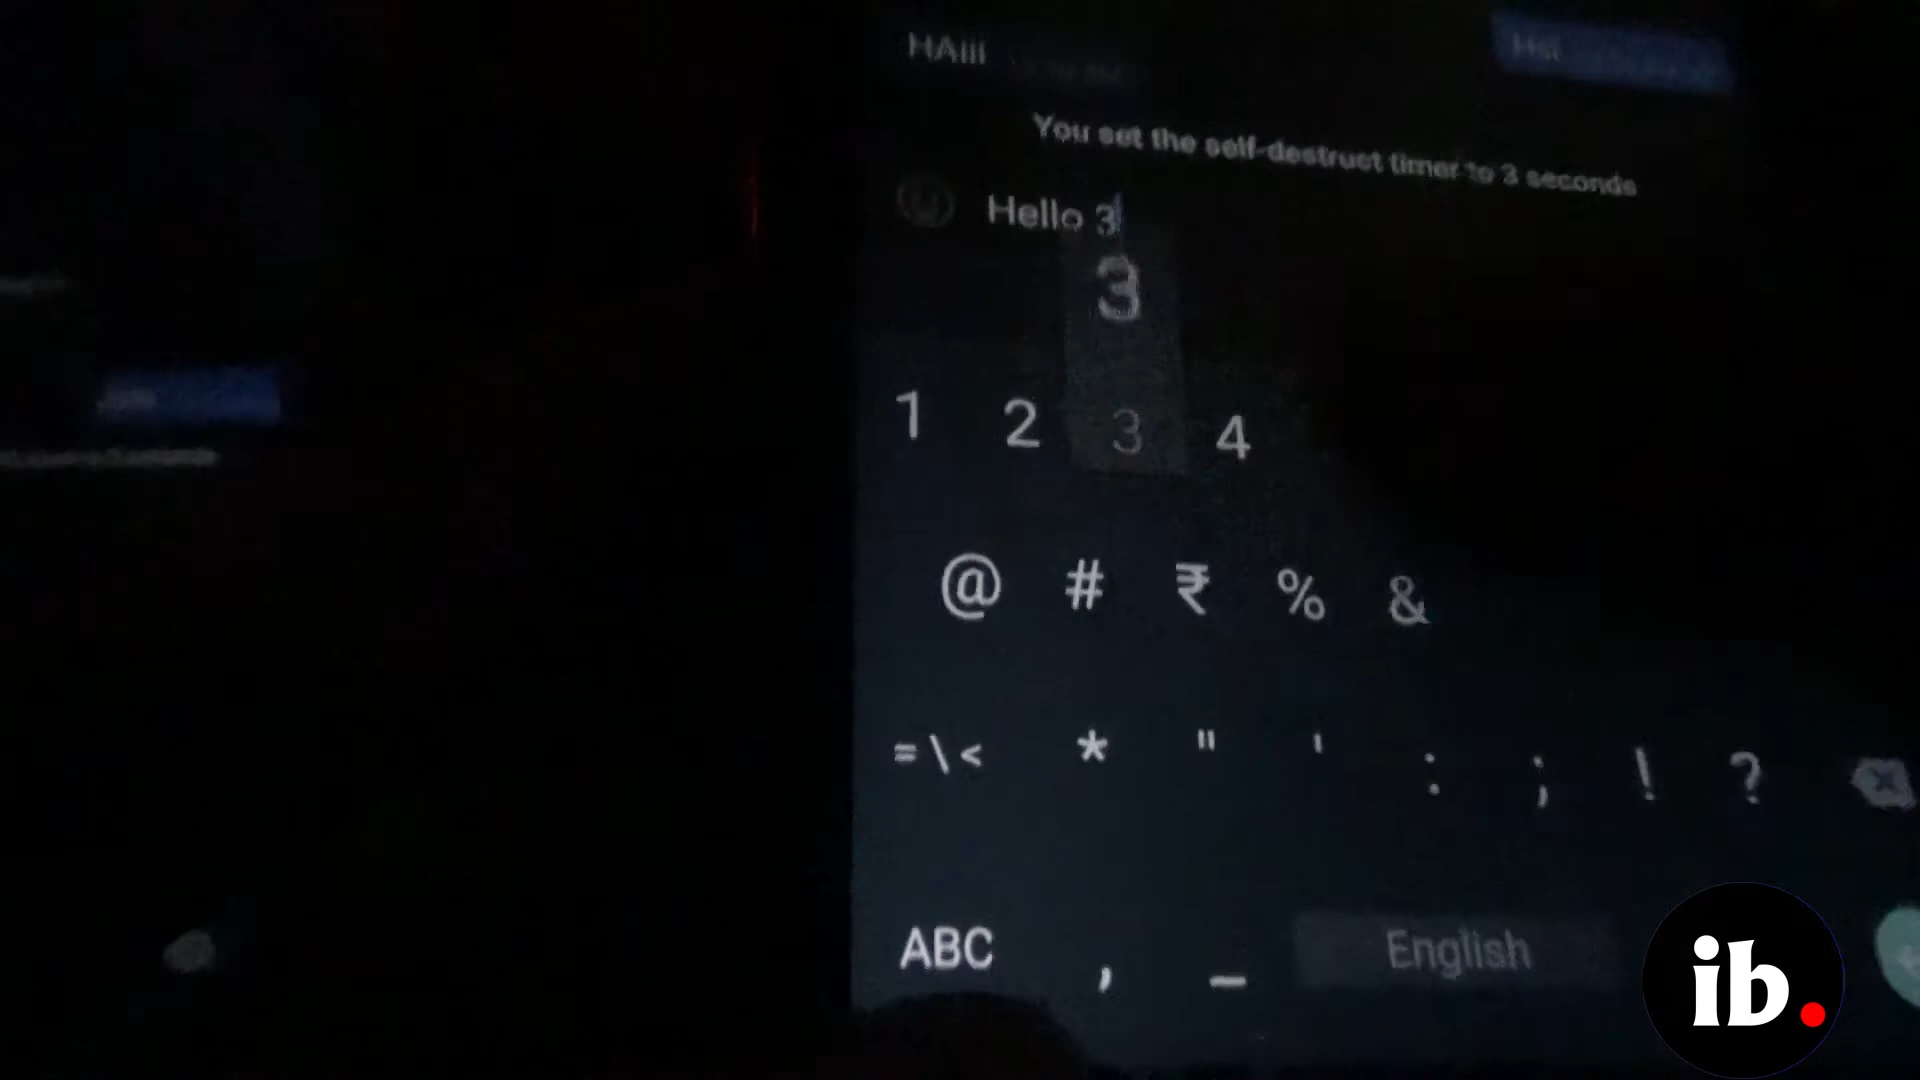 HAiii
You set the self-destruct timer to 3 seconds
Hello 3
3
1 2 3 4
@ # ₹ % &
=\< * " ' : ; ! ?
ABC , _ English
ib.